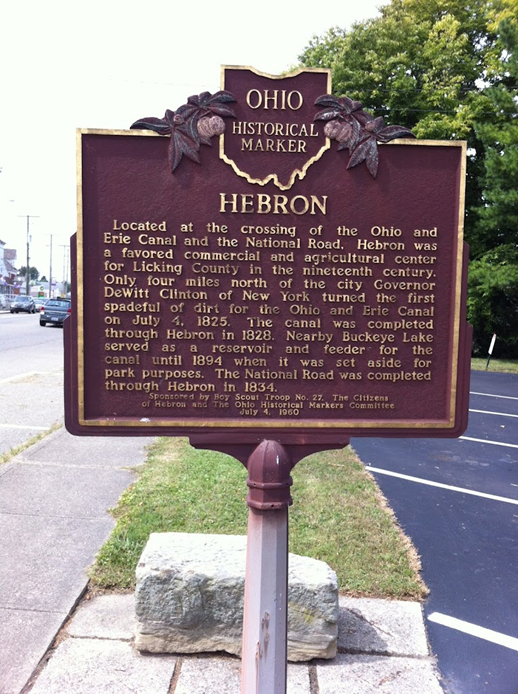 OHIO
HISTORICAL
MARKER
HEBRON
Located at the crossing of the Ohio and
Erie Canal and the National Road, Hebron was
a favored commercial and agricultural center
for Licking County in the nineteenth century.
Only four miles north of the city Governor
DeWitt Clinton of New York turned the first
spadeful of dirt for the Ohio and Erie Canal
on July 4, 1825. The canal was completed
through Hebron in 1828. Nearby Buckeye Lake
served as a reservoir and feeder for the
canal until 1894 when it was set aside for
park purposes. The National Road was completed
through Hebron in 1834.
Sponsored by Boy Scout Troop No. 27, The Citizens
of Hebron and The Ohio Historical Markers Committee
July 4, 1960